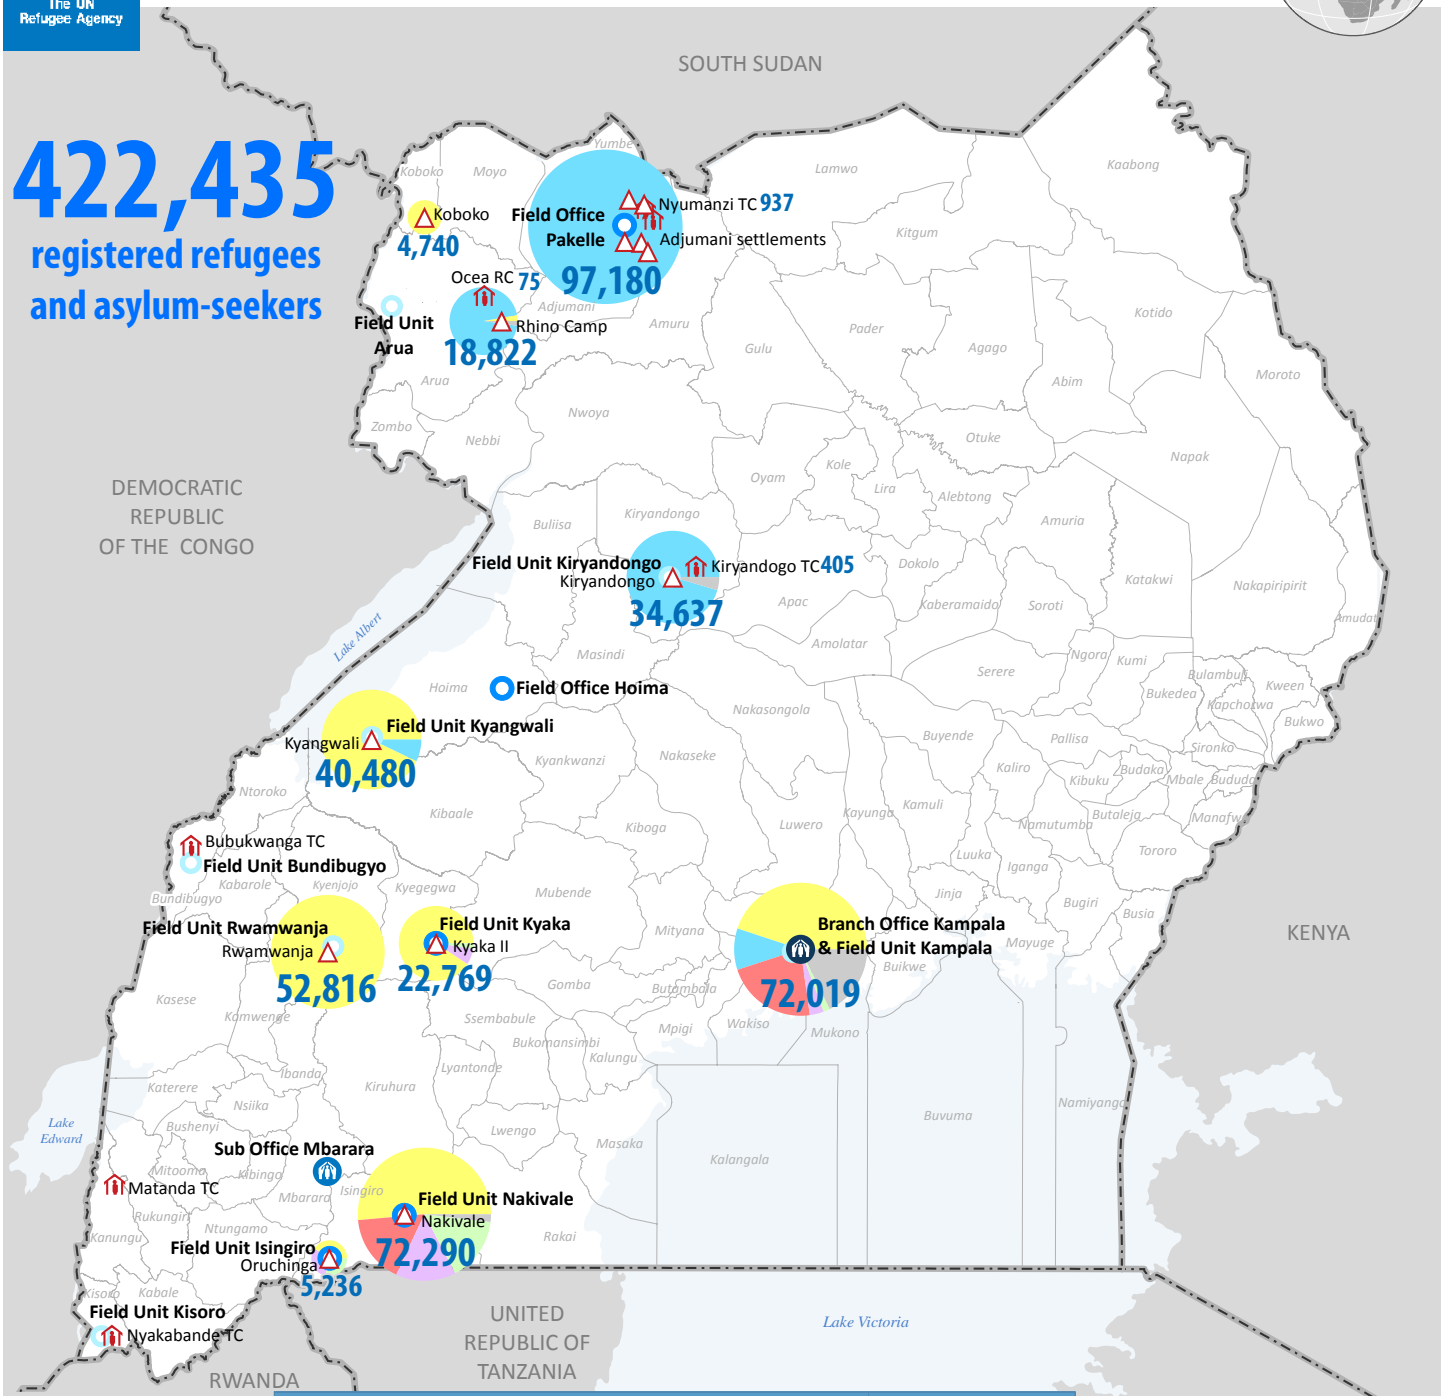 The UN
Refugee Agency
SOUTH SUDAN
422,435
registered refugees
and asylum-seekers
Yumbe
Koboko
Moyo
Lamwo
Kaabong
Koboko
4,740
Field Office
Pakelle
Nyumanzi TC 937
Adjumani settlements
97,180
Kitgum
Ocea RC 75
Adjumani
Rhino Camp
18,822
Field Unit
Arua
Amuru
Arua
Gulu
Pader
Agago
Kotido
Abim
Moroto
Zombo
Nebbi
Nwoya
Otuke
Napak
Oyam
Kole
Lira
Alebtong
Amuria
DEMOCRATIC
REPUBLIC
OF THE CONGO
Buliisa
Kiryandongo
Field Unit Kiryandongo
Kiryandongo
Kiryandogo TC 405
34,637
Dokolo
Katakwi
Nakapiripirit
Apac
Kaberamaido
Soroti
Amudat
Lake Albert
Masindi
Amolatar
Ngora
Kumi
Serere
Bulambuli
Bukedea
Kween
Kapchorwa
Bukwo
Hoima
Field Office Hoima
Nakasongola
Field Unit Kyangwali
Kyangwali
40,480
Buyende
Pallisa
Sironko
Kyankwanzi
Nakaseke
Kaliro
Kibuku
Budaka
Mbale
Bududa
Ntoroko
Kibaale
Kiboga
Luwero
Kayunga
Kamuli
Namutumba
Butaleja
Manafwa
Bubukwanga TC
Field Unit Bundibugyo
Luuka
Iganga
Tororo
Kabarole
Kyenjojo
Kyegegwa
Mubende
Bundibugyo
Jinja
Bugiri
Busia
Field Unit Rwamwanja
Rwamwanja
52,816
Field Unit Kyaka
Kyaka II
22,769
Mityana
Branch Office Kampala
& Field Unit Kampala
72,019
Buikwe
Mayuge
KENYA
Kasese
Kamwenge
Gomba
Butambala
Ssembabule
Mpigi
Wakiso
Mukono
Bukomansimbi
Kalungu
Lyantonde
Ibanda
Kiruhura
Katerere
Nsiika
Bushenyi
Lwengo
Masaka
Buvuma
Namiyango
Kalangala
Lake
Edward
Sub Office Mbarara
Mitooma
Kibingo
Mbarara
Isingiro
Matanda TC
Field Unit Nakivale
Nakivale
72,290
Rukungiri
Ntungamo
Kanungu
Rakai
Field Unit Isingiro
Oruchinga
5,236
Kisoro
Kabale
Field Unit Kisoro
Nyakabande TC
UNITED
REPUBLIC OF
TANZANIA
Lake Victoria
RWANDA